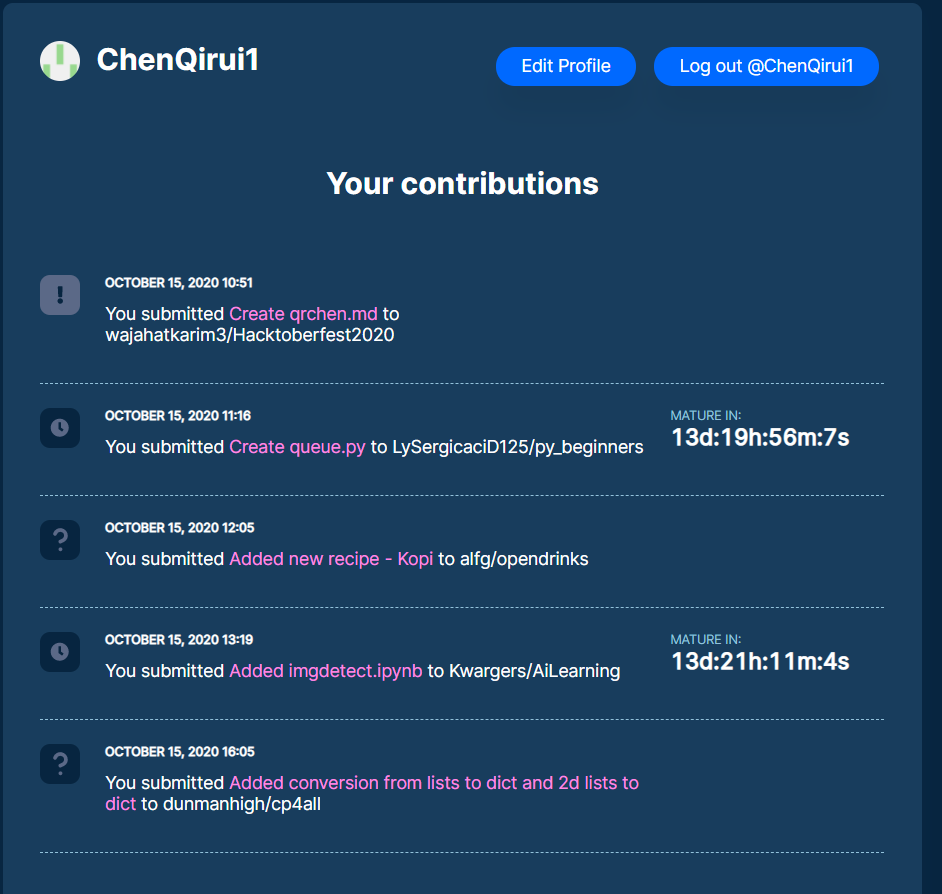 ChenQirui1
Edit Profile
Log out @ChenQirui1
Your contributions
!
OCTOBER 15, 2020 10:51
You submitted Create qrchen.md to
wajahatkarim3/Hacktoberfest2020
OCTOBER 15, 2020 11:16
You submitted Create queue.py to LySergicaciD125/py_beginners
MATURE IN:
13d:19h:56m:7s
?
OCTOBER 15, 2020 12:05
You submitted Added new recipe - Kopi to alfg/opendrinks
OCTOBER 15, 2020 13:19
You submitted Added imgdetect.ipynb to Kwargers/AiLearning
MATURE IN:
13d:21h:11m:4s
?
OCTOBER 15, 2020 16:05
You submitted Added conversion from lists to dict and 2d lists to
dict to dunmanhigh/cp4all